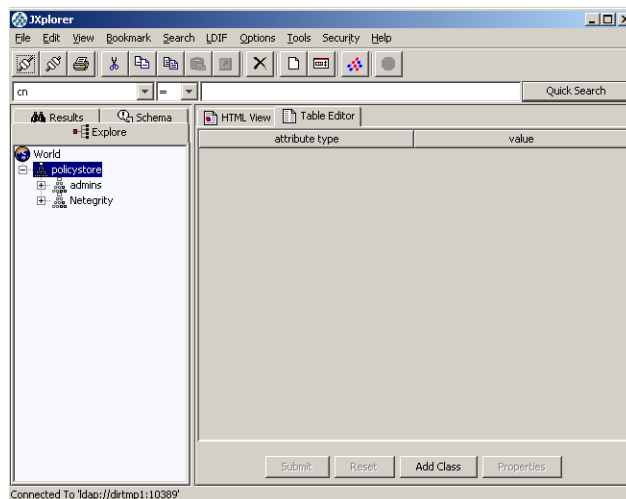 JXplorer
File Edit View Bookmark Search LDIF Options Tools Security Help
cn = Quick Search
Results Schema
Explore
HTML View Table Editor
attribute type value
World
policystore
admins
Netegrity
Submit Reset Add Class Properties
Connected To 'ldap://dirtmp1:10389'